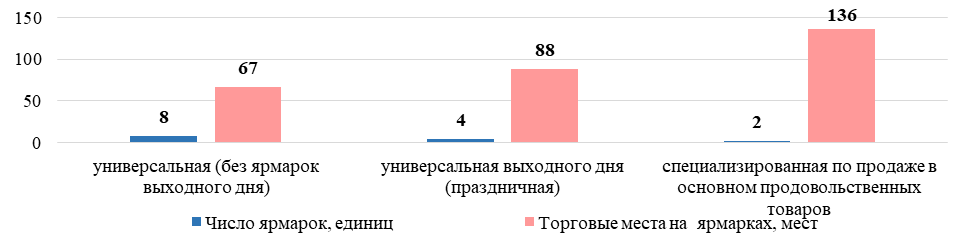 150
136
100
88
67
50
8
4
2
0
универсальная (без ярмарок
выходного дня)
универсальная выходного дня
(праздничная)
специализированная по продаже в
основном продовольственных
товаров
Число ярмарок, единиц
Торговые места на ярмарках, мест